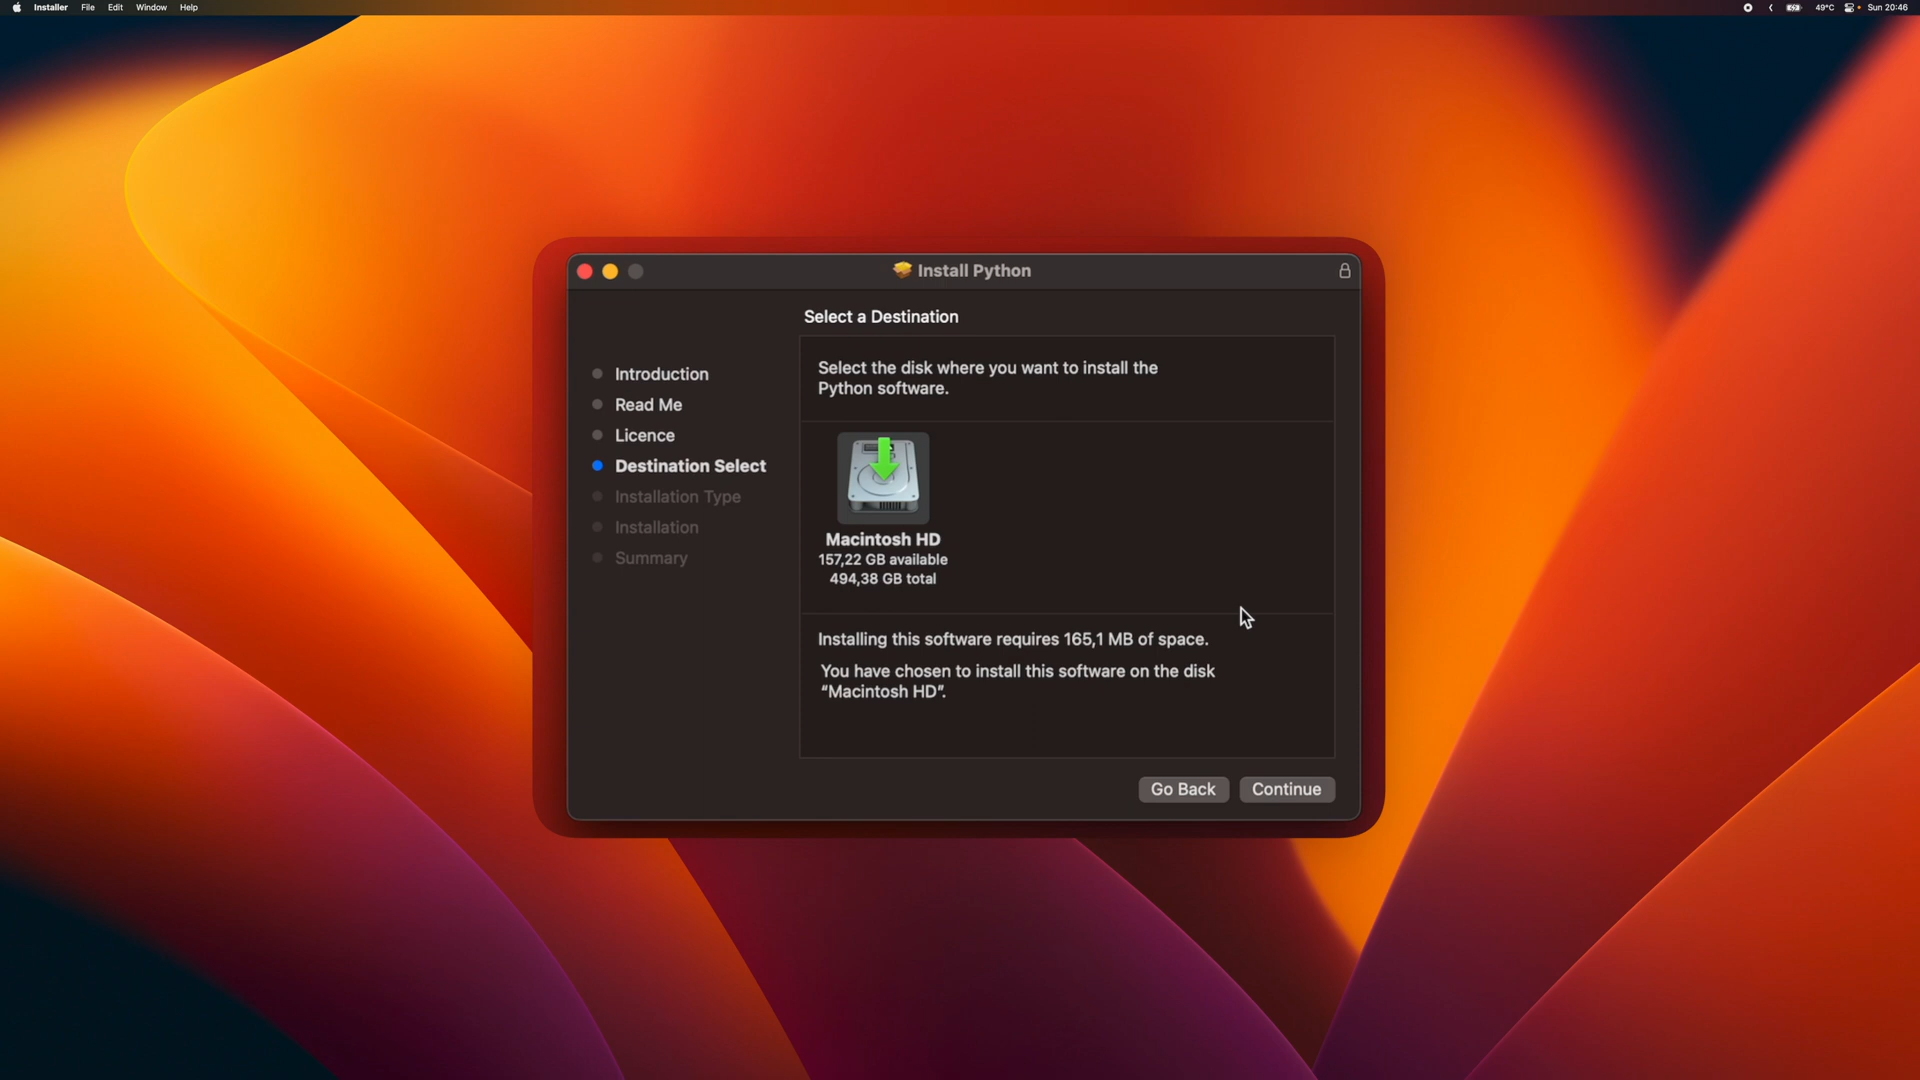 Installer File Edit Window Help
49°C Sun 20:46
Install Python
Select a Destination
Introduction
Read Me
Licence
Destination Select
Installation Type
Installation
Summary
Select the disk where you want to install the
Python software.
Macintosh HD
157,22 GB available
494,38 GB total
Installing this software requires 165,1 MB of space.
You have chosen to install this software on the disk
“Macintosh HD”.
Go Back Continue